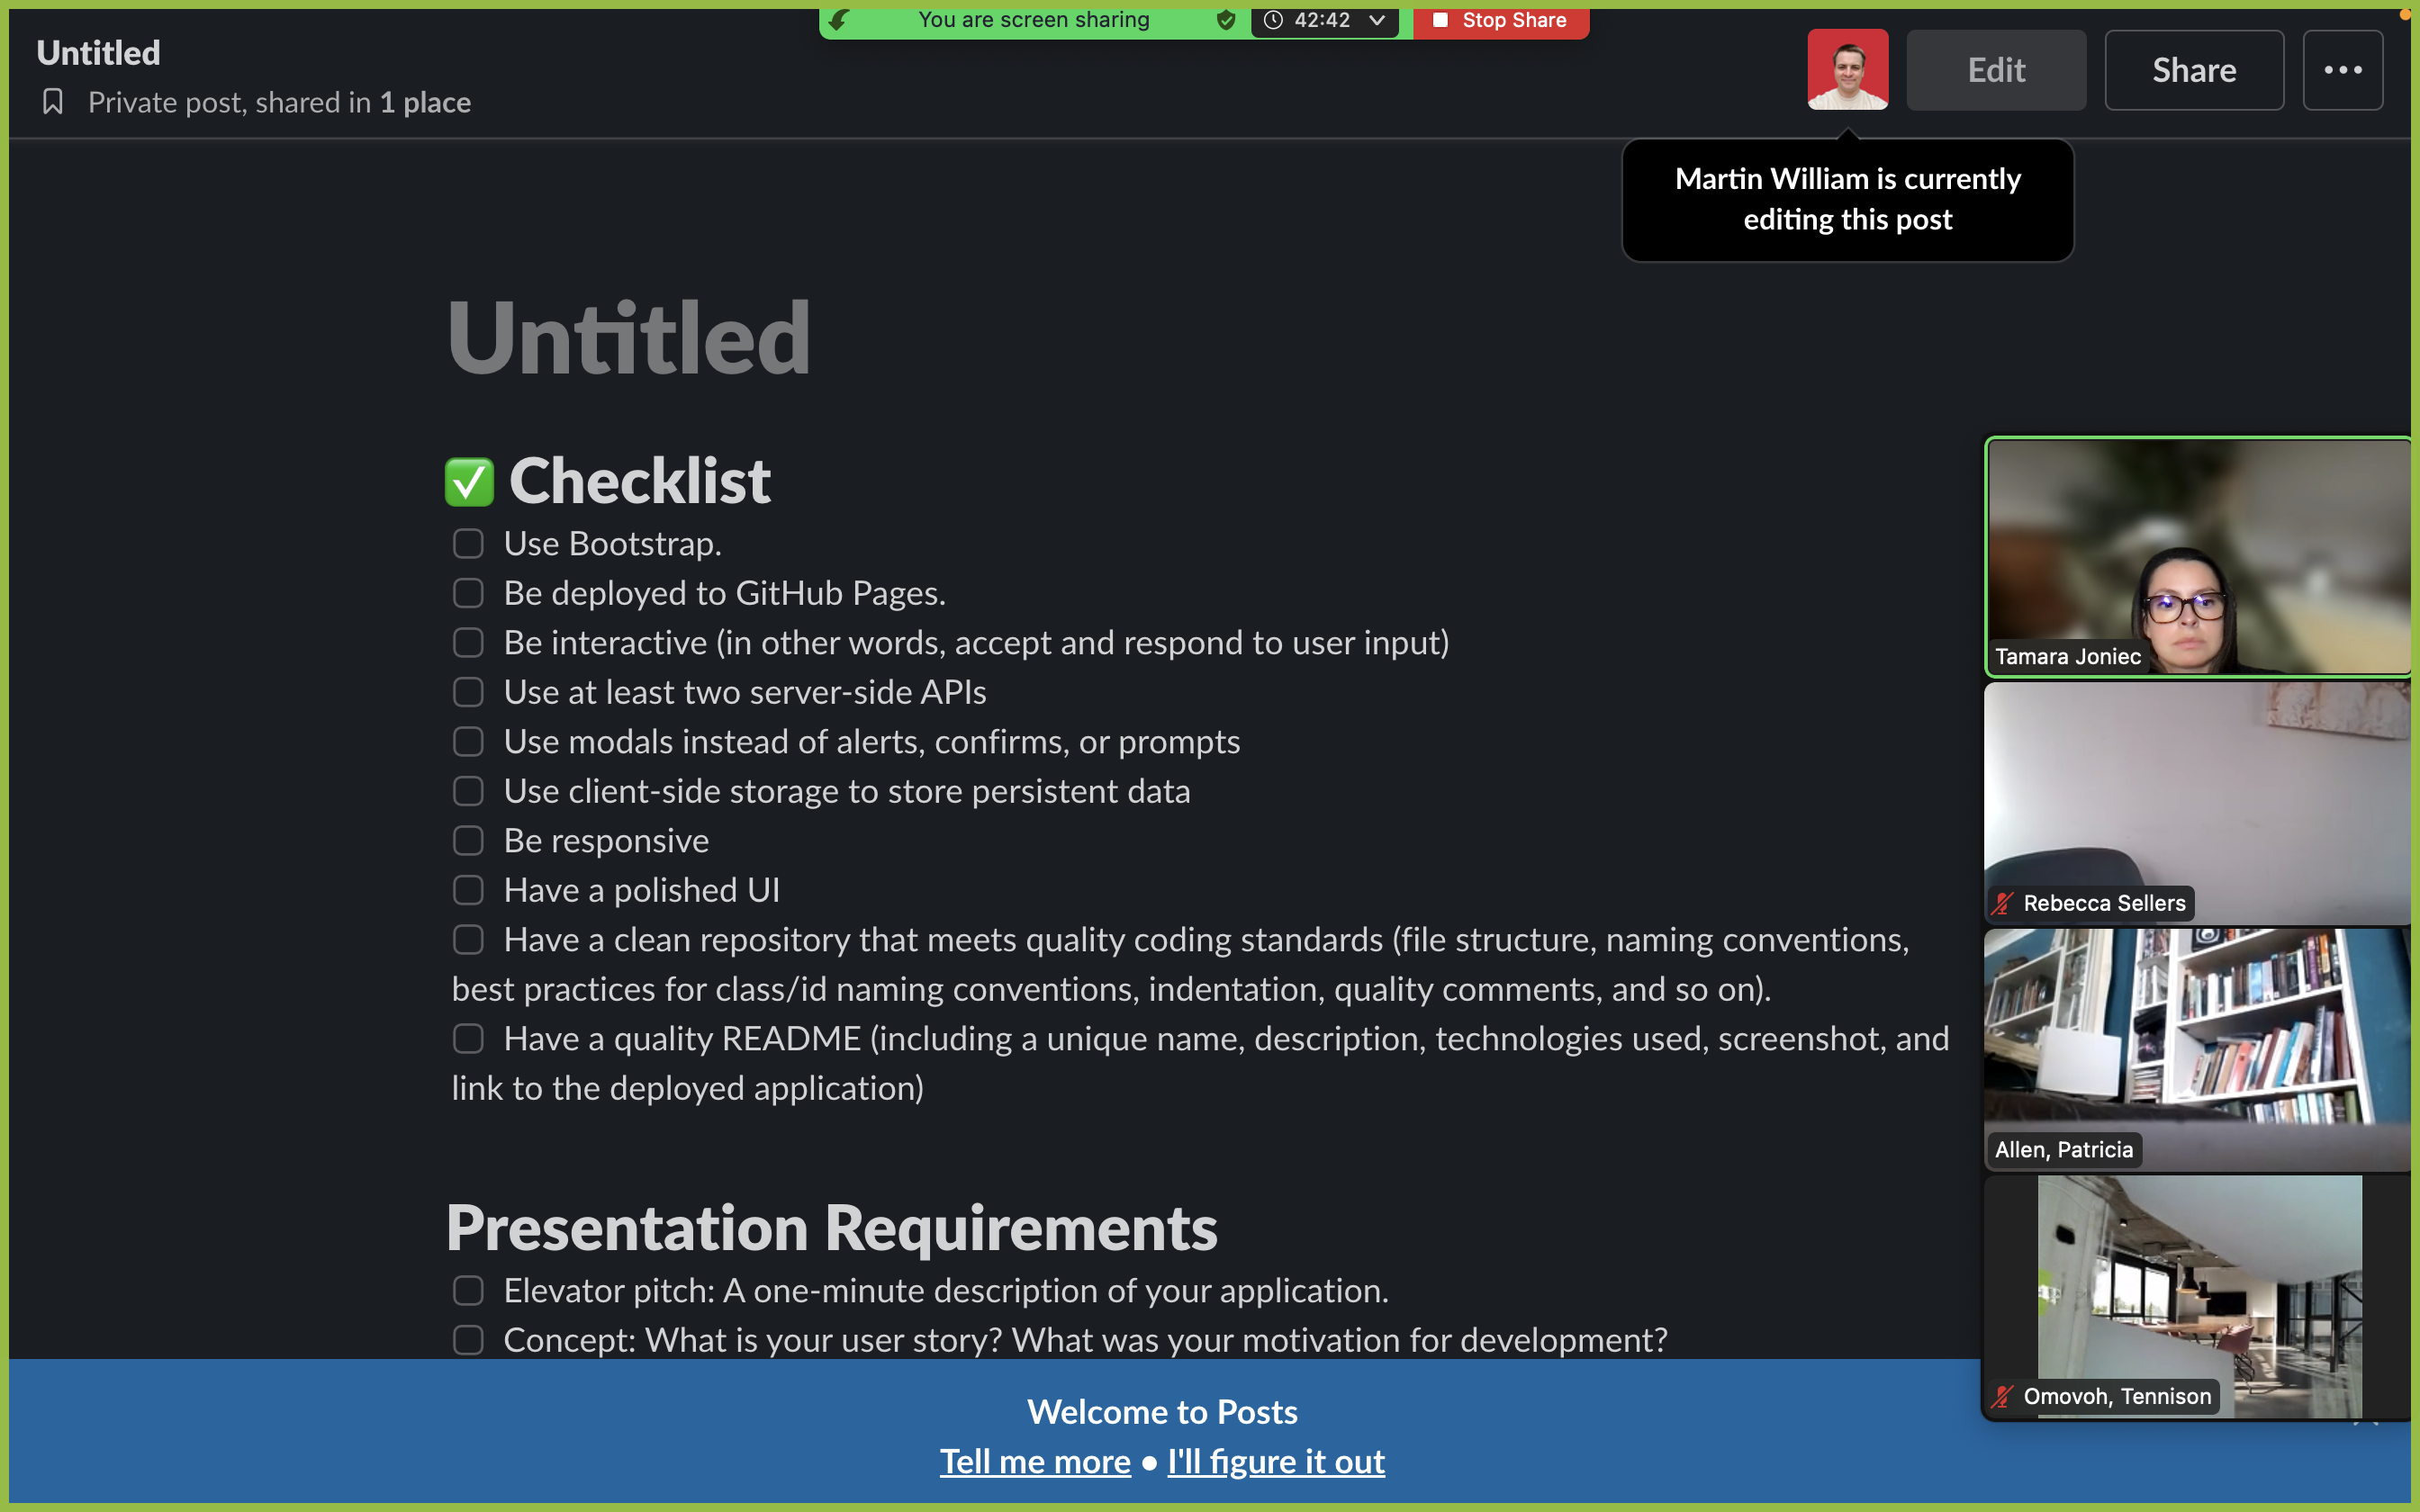 You are screen sharing
42:42
Stop Share
Untitled
Private post, shared in 1 place
Edit
Share
Martin William is currently
editing this post
Untitled
✅ Checklist
Use Bootstrap.
Be deployed to GitHub Pages.
Be interactive (in other words, accept and respond to user input)
Use at least two server-side APIs
Use modals instead of alerts, confirms, or prompts
Use client-side storage to store persistent data
Be responsive
Have a polished UI
Have a clean repository that meets quality coding standards (file structure, naming conventions,
best practices for class/id naming conventions, indentation, quality comments, and so on).
Have a quality README (including a unique name, description, technologies used, screenshot, and
link to the deployed application)
Presentation Requirements
Elevator pitch: A one-minute description of your application.
Concept: What is your user story? What was your motivation for development?
Tamara Joniec
Rebecca Sellers
Allen, Patricia
Omovoh, Tennison
Welcome to Posts
Tell me more • I'll figure it out